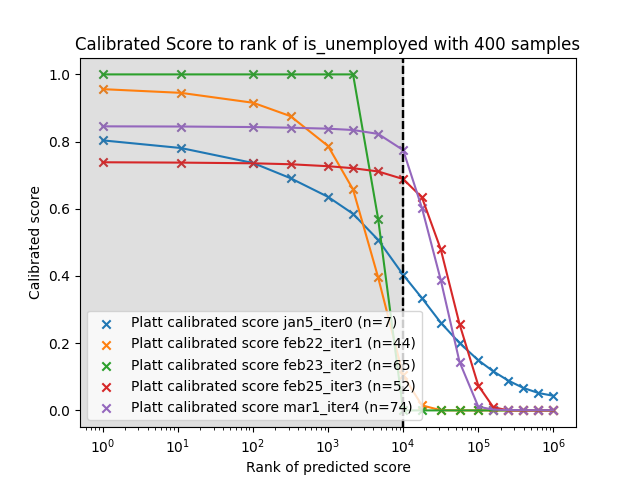 Calibrated Score to rank of is_unemployed with 400 samples
1.0
0.8
0.6
0.4
0.2
0.0
Calibrated score
Platt calibrated score jan5_iter0 (n=7)
Platt calibrated score feb22_iter1 (n=44)
Platt calibrated score feb23_iter2 (n=65)
Platt calibrated score feb25_iter3 (n=52)
Platt calibrated score mar1_iter4 (n=74)
10⁰ 10¹ 10² 10³ 10⁴ 10⁵ 10⁶
Rank of predicted score